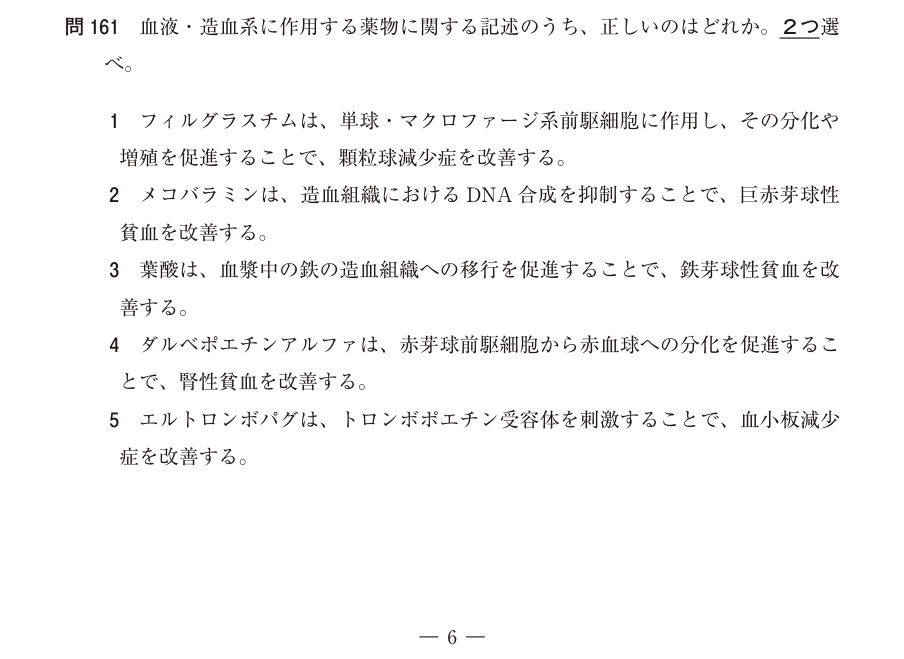 問 161 血液・造血系に作用する薬物に関する記述のうち、正しいのはどれか。２つ選
べ。
1 フィルグラスチムは、単球・マクロファージ系前駆細胞に作用し、その分化や
増殖を促進することで、顆粒球減少症を改善する。
2 メコバラミンは、造血組織における DNA 合成を抑制することで、巨赤芽球性
貧血を改善する。
3 葉酸は、血漿中の鉄の造血組織への移行を促進することで、鉄芽球性貧血を改
善する。
4 ダルベポエチンアルファは、赤芽球前駆細胞から赤血球への分化を促進するこ
とで、腎性貧血を改善する。
5 エルトロンボパグは、トロンボポエチン受容体を刺激することで、血小板減少
症を改善する。
― 6 ―